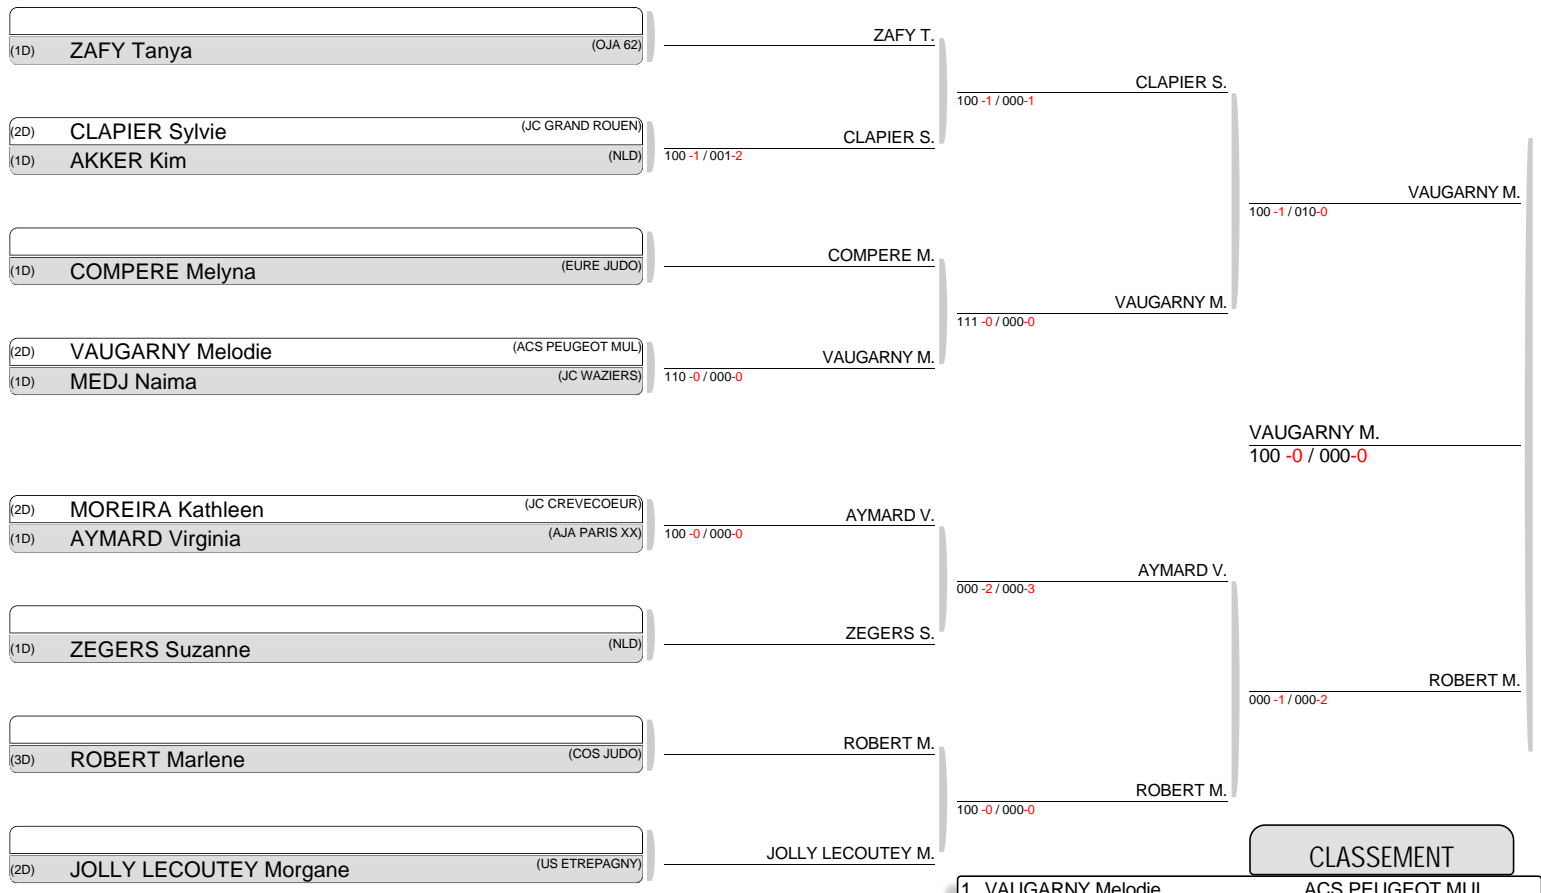 (1D) ZAFY Tanya (OJA 62)
(2D) CLAPIER Sylvie (JC GRAND ROUEN)
(1D) AKKER Kim (NLD)
(1D) COMPERE Melyna (EURE JUDO)
(2D) VAUGARNY Melodie (ACS PEUGEOT MUL)
(1D) MEDJ Naima (JC WAZIERS)
(2D) MOREIRA Kathleen (JC CREVECOEUR)
(1D) AYMARD Virginia (AJA PARIS XX)
(1D) ZEGERS Suzanne (NLD)
(3D) ROBERT Marlene (COS JUDO)
(2D) JOLLY LECOUTEY Morgane (US ETREPAGNY)
ZAFY T.
CLAPIER S.
100 -1 / 001-2
COMPERE M.
VAUGARNY M.
110 -0 / 000-0
AYMARD V.
100 -0 / 000-0
ZEGERS S.
ROBERT M.
JOLLY LECOUTEY M.
CLAPIER S.
100 -1 / 000-1
VAUGARNY M.
111 -0 / 000-0
AYMARD V.
000 -2 / 000-3
ROBERT M.
100 -0 / 000-0
VAUGARNY M.
100 -1 / 010-0
VAUGARNY M.
100 -0 / 000-0
ROBERT M.
000 -1 / 000-2
CLASSEMENT
1 VAUGARNY Melodie ACS PEUGEOT MUL